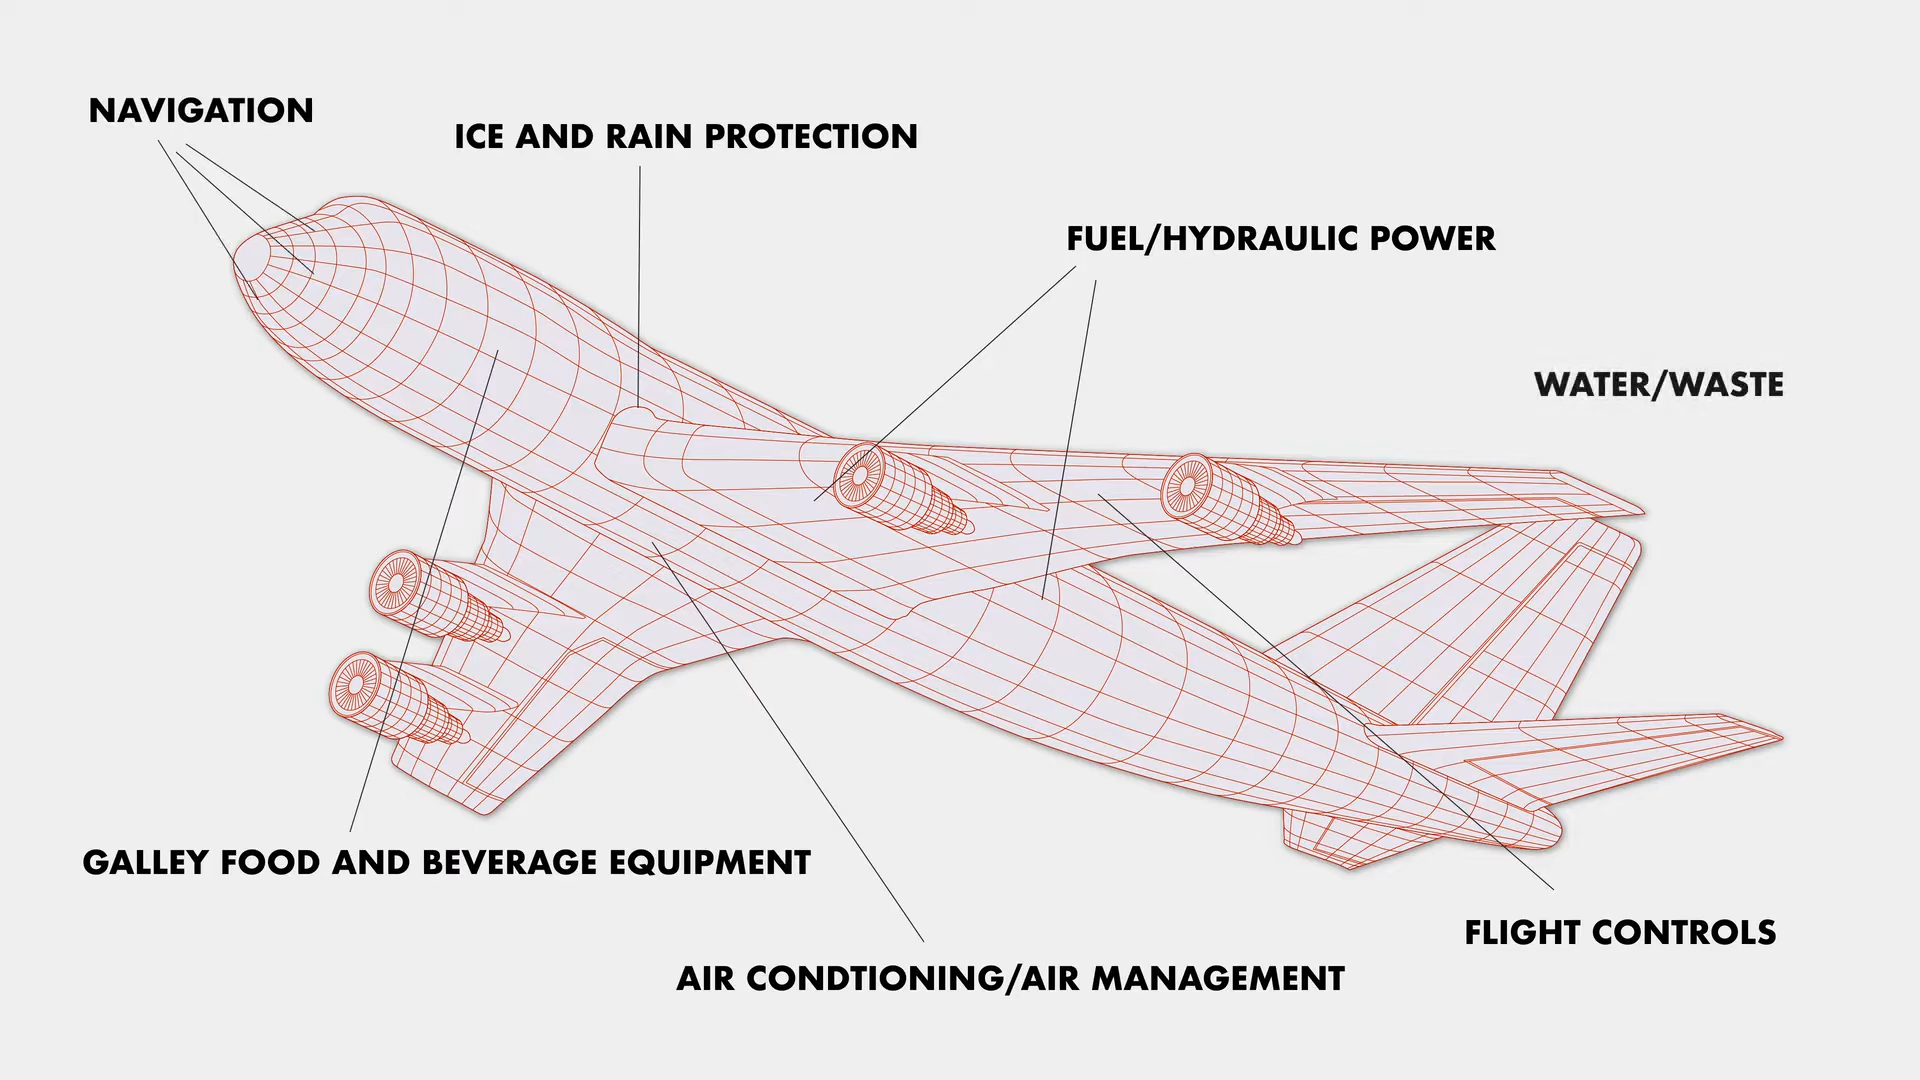 NAVIGATION
ICE AND RAIN PROTECTION
FUEL/HYDRAULIC POWER
WATER/WASTE
GALLEY FOOD AND BEVERAGE EQUIPMENT
FLIGHT CONTROLS
AIR CONDTIONING/AIR MANAGEMENT